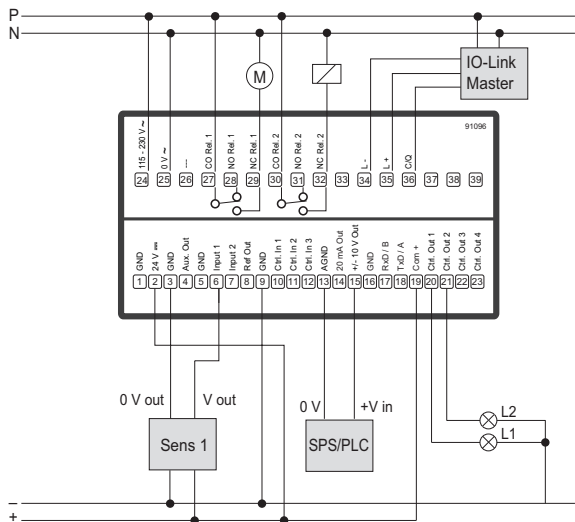 P
N
M
IO-Link
Master
91096
115 - 230 V ~
0 V ~
---
CO Rel. 1
NO Rel. 1
NC Rel. 1
CO Rel. 2
NO Rel. 2
NC Rel. 2
L -
L +
C/Q
24 25 26 27 28 29 30 31 32 33 34 35 36 37 38 39
GND
24 V ⎓
GND
Aux. Out
GND
Input 1
Input 2
Ref Out
GND
Ctrl. In 1
Ctrl. In 2
Ctrl. In 3
AGND
20 mA Out
+/- 10 V Out
GND
RxD / B
TxD / A
Com +
Ctrl. Out 1
Ctrl. Out 2
Ctrl. Out 3
Ctrl. Out 4
1 2 3 4 5 6 7 8 9 10 11 12 13 14 15 16 17 18 19 20 21 22 23
0 V out V out
0 V +V in
Sens 1
SPS/PLC
L2
L1
–
+